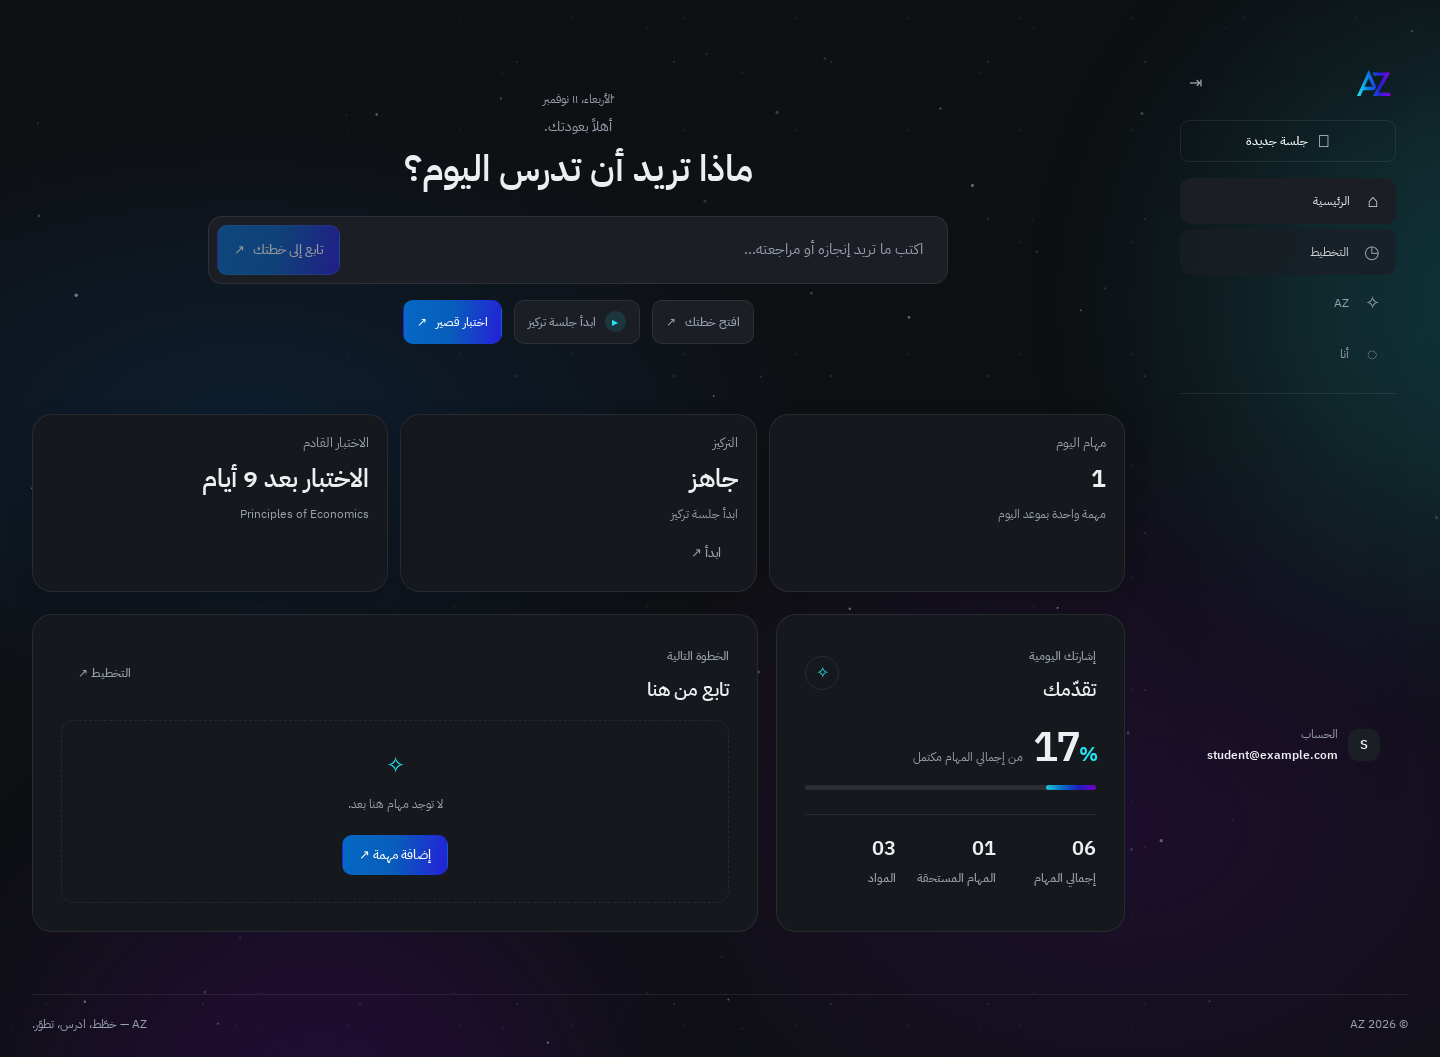 AZ
جلسة جديدة
الرئيسية
التخطيط
AZ
أنا
الحساب
student@example.com
S
الأربعاء، ١١ نوفمبر
أهلاً بعودتك.
ماذا تريد أن تدرس اليوم؟
اكتب ما تريد إنجازه أو مراجعته...
تابع إلى خطتك ↗
افتح خطتك ↗
ابدأ جلسة تركيز
اختبار قصير ↗
مهام اليوم
1
مهمة واحدة بموعد اليوم
التركيز
جاهز
ابدأ جلسة تركيز
ابدأ ↗
الاختبار القادم
الاختبار بعد 9 أيام
Principles of Economics
إشارتك اليومية
تقدّمك
17%
من إجمالي المهام مكتمل
06
إجمالي المهام
01
المهام المستحقة
03
المواد
الخطوة التالية
تابع من هنا
التخطيط ↗
لا توجد مهام هنا بعد.
إضافة مهمة ↗
© 2026 AZ
AZ — خطّط، ادرس، تطوّر.